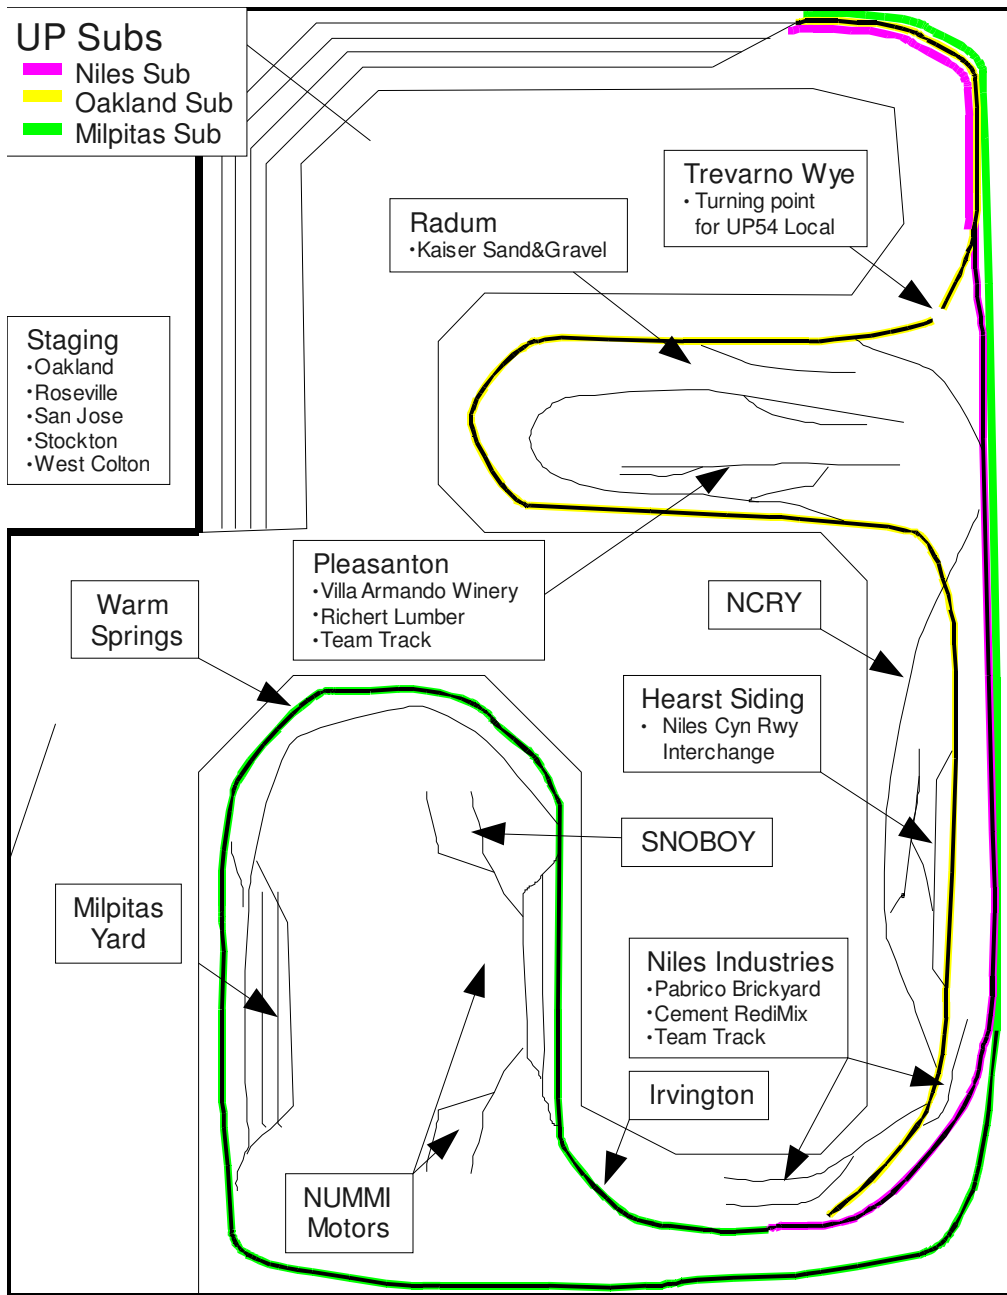 UP Subs
Niles Sub
Oakland Sub
Milpitas Sub
Trevarno Wye
• Turning point
for UP54 Local
Radum
•Kaiser Sand&Gravel
Staging
•Oakland
•Roseville
•San Jose
•Stockton
•West Colton
Pleasanton
•Villa Armando Winery
•Richert Lumber
•Team Track
Warm
Springs
NCRY
Hearst Siding
• Niles Cyn Rwy
Interchange
SNOBOY
Milpitas
Yard
Niles Industries
•Pabrico Brickyard
•Cement RediMix
•Team Track
Irvington
NUMMI
Motors